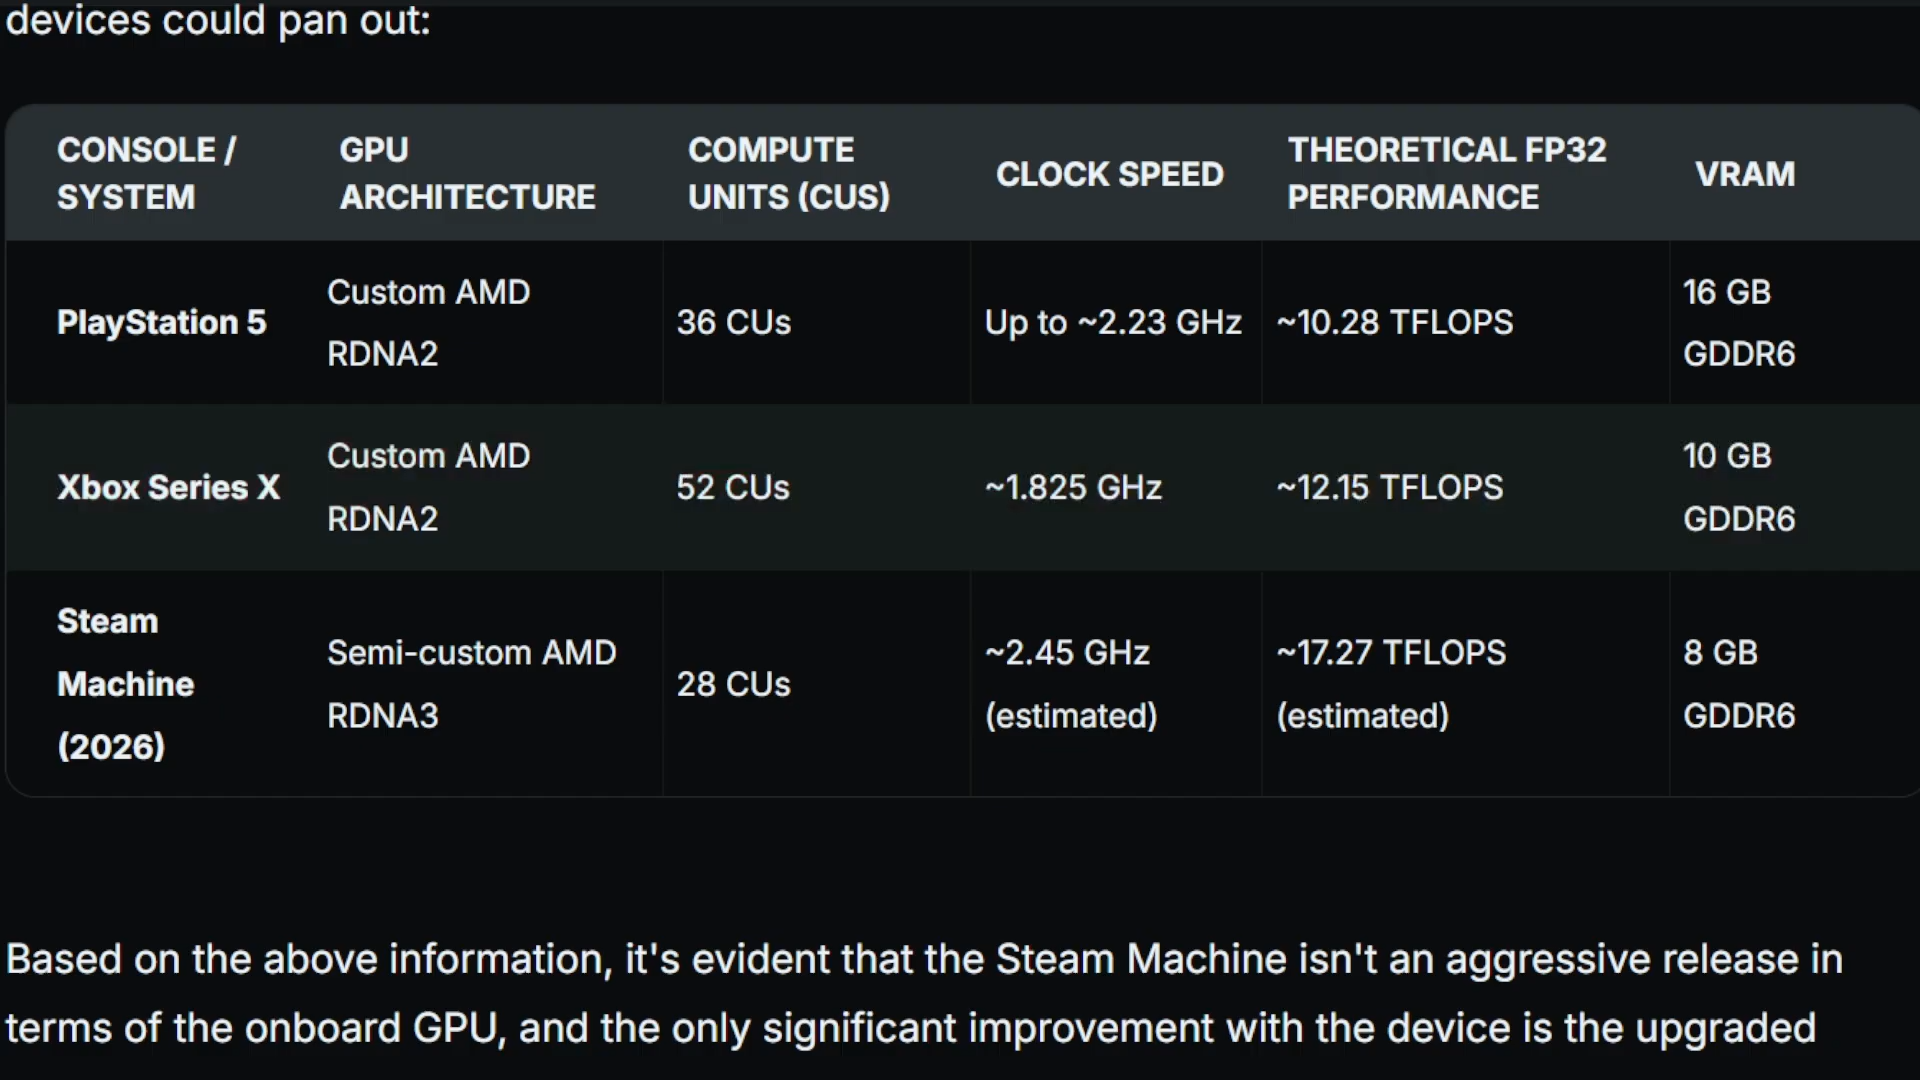 devices could pan out:
CONSOLE /
SYSTEM
GPU
ARCHITECTURE
COMPUTE
UNITS (CUS)
CLOCK SPEED
THEORETICAL FP32
PERFORMANCE
VRAM
PlayStation 5
Custom AMD
RDNA2
36 CUs
Up to ~2.23 GHz
~10.28 TFLOPS
16 GB
GDDR6
Xbox Series X
Custom AMD
RDNA2
52 CUs
~1.825 GHz
~12.15 TFLOPS
10 GB
GDDR6
Steam
Machine
(2026)
Semi-custom AMD
RDNA3
28 CUs
~2.45 GHz
(estimated)
~17.27 TFLOPS
(estimated)
8 GB
GDDR6
Based on the above information, it's evident that the Steam Machine isn't an aggressive release in
terms of the onboard GPU, and the only significant improvement with the device is the upgraded